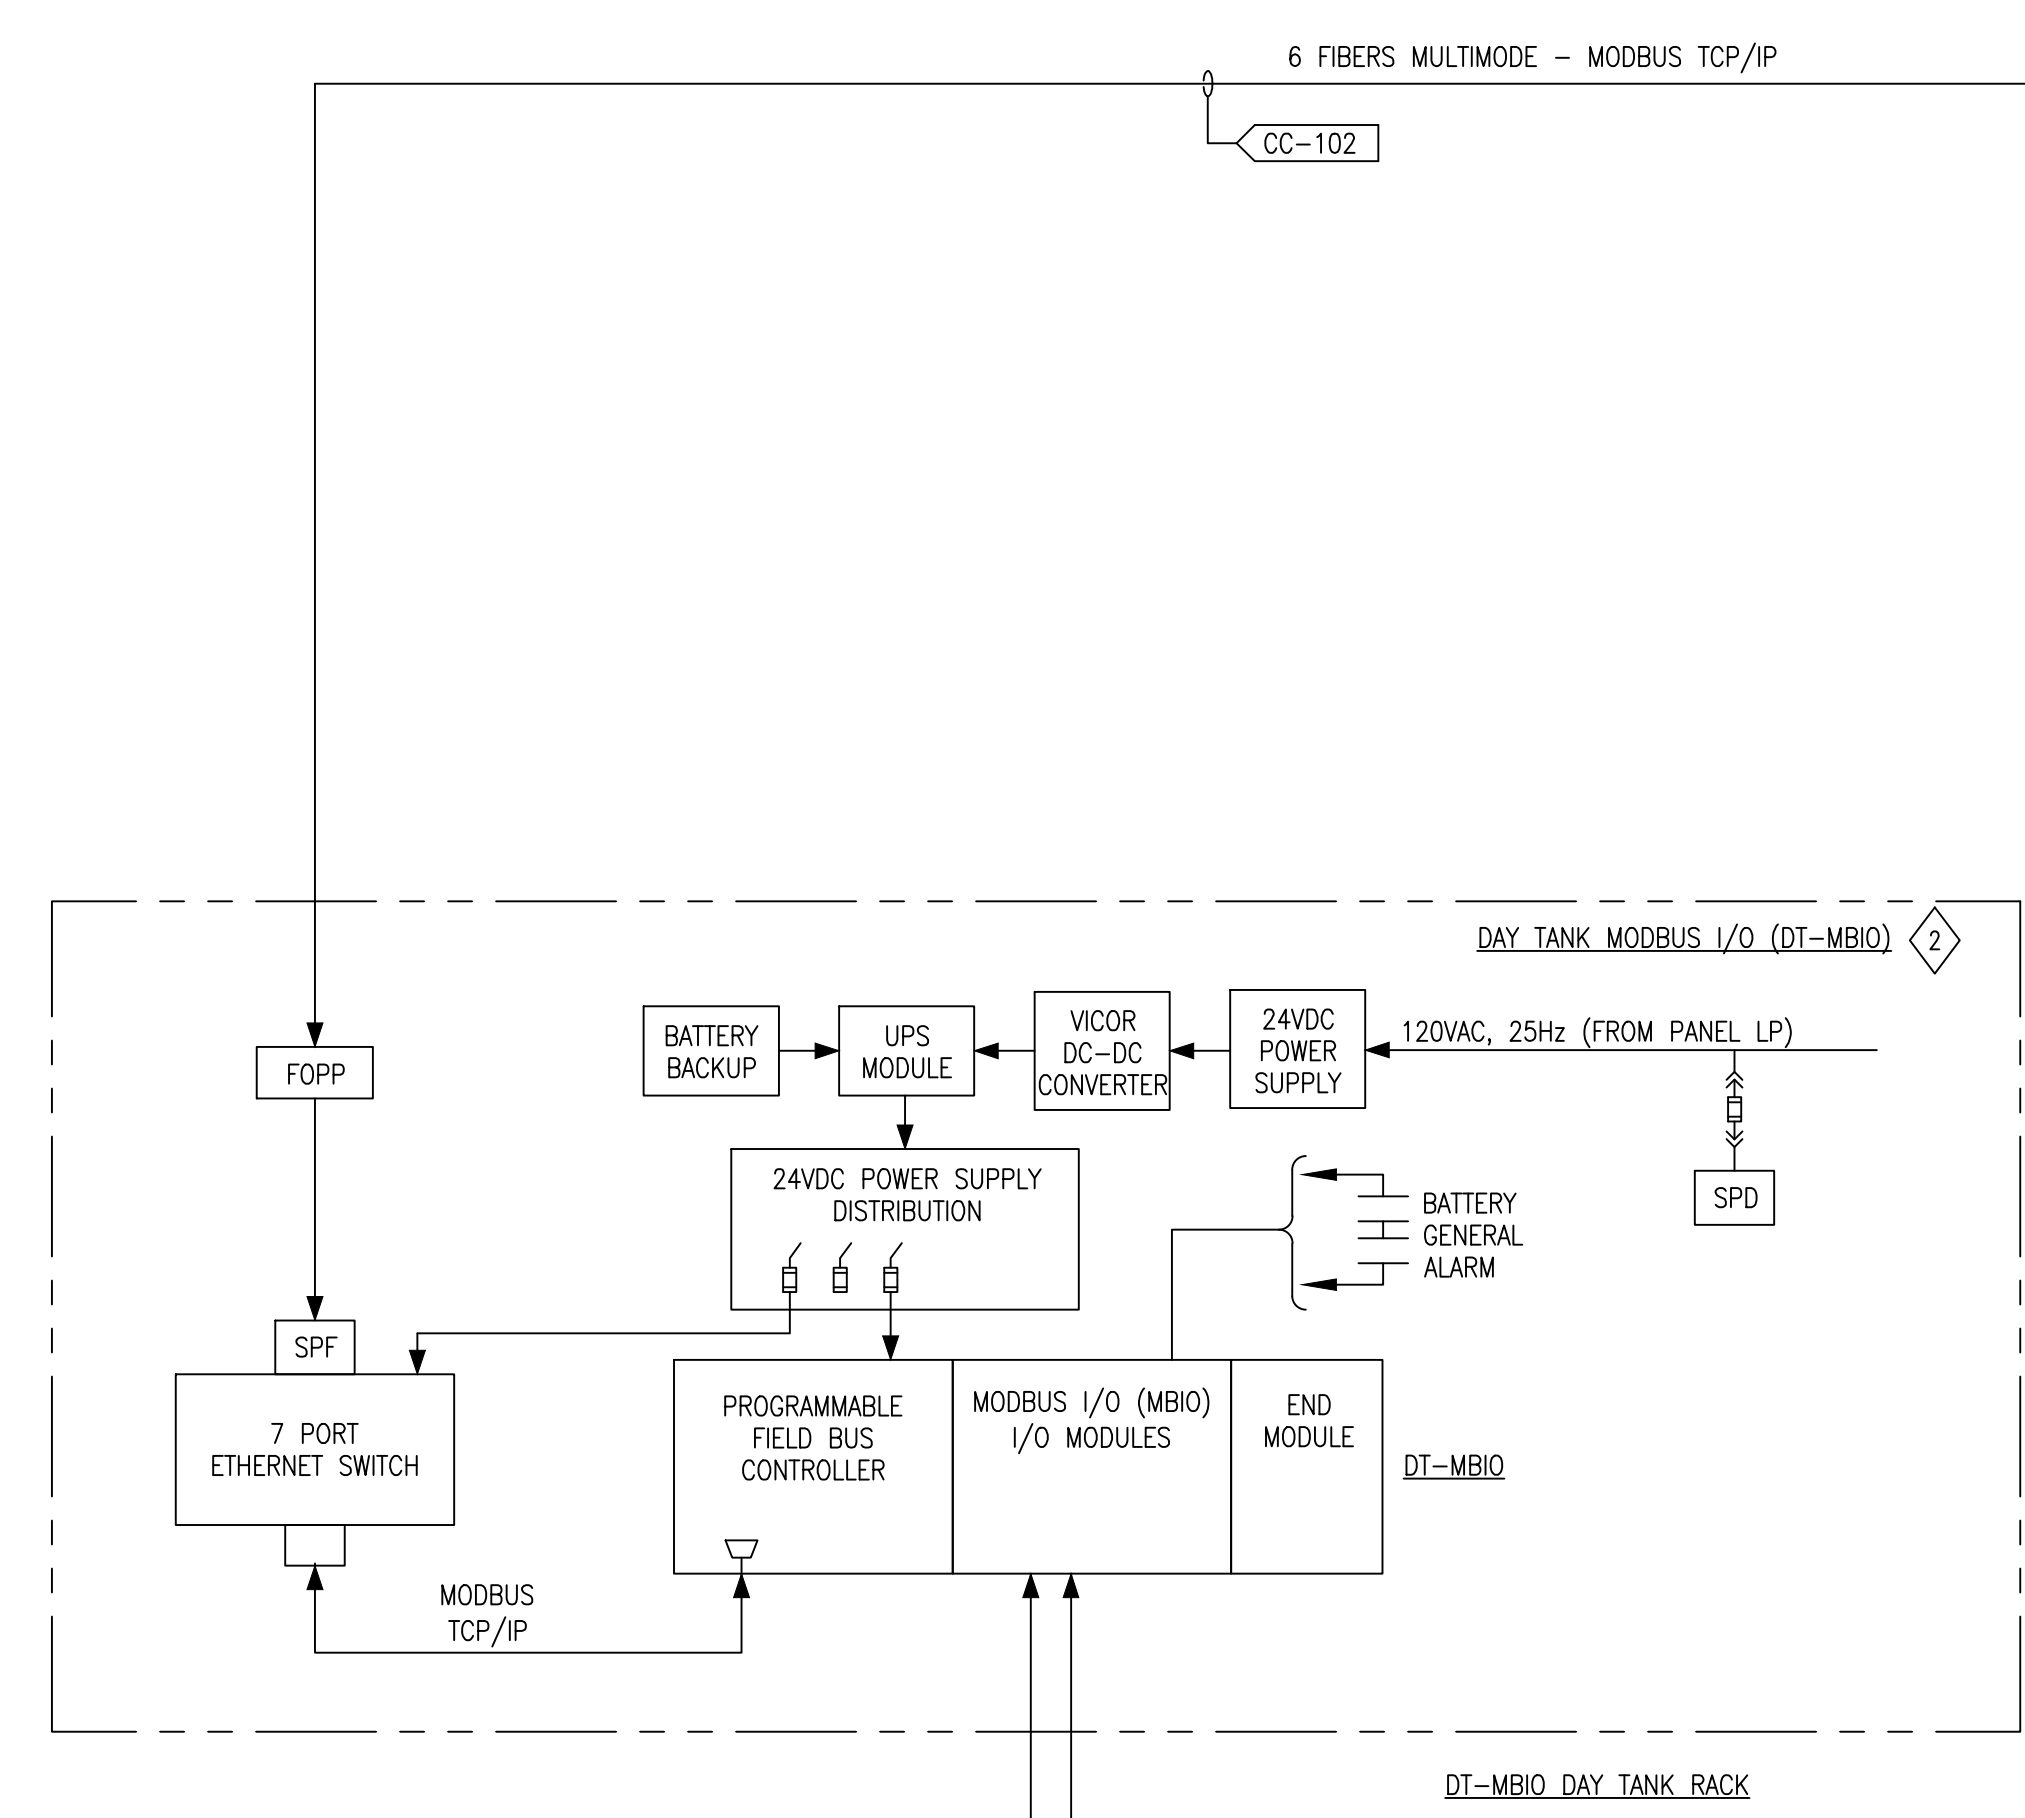 6 FIBERS MULTIMODE - MODBUS TCP/IP
CC-102
DAY TANK MODBUS I/O (DT-MBIO)
2
BATTERY
BACKUP
UPS
MODULE
VICOR
DC-DC
CONVERTER
24VDC
POWER
SUPPLY
120VAC, 25Hz (FROM PANEL LP)
FOPP
24VDC POWER SUPPLY
DISTRIBUTION
BATTERY
GENERAL
ALARM
SPD
SPF
7 PORT
ETHERNET SWITCH
PROGRAMMABLE
FIELD BUS
CONTROLLER
MODBUS I/O (MBIO)
I/O MODULES
END
MODULE
DT-MBIO
MODBUS
TCP/IP
DT-MBIO DAY TANK RACK